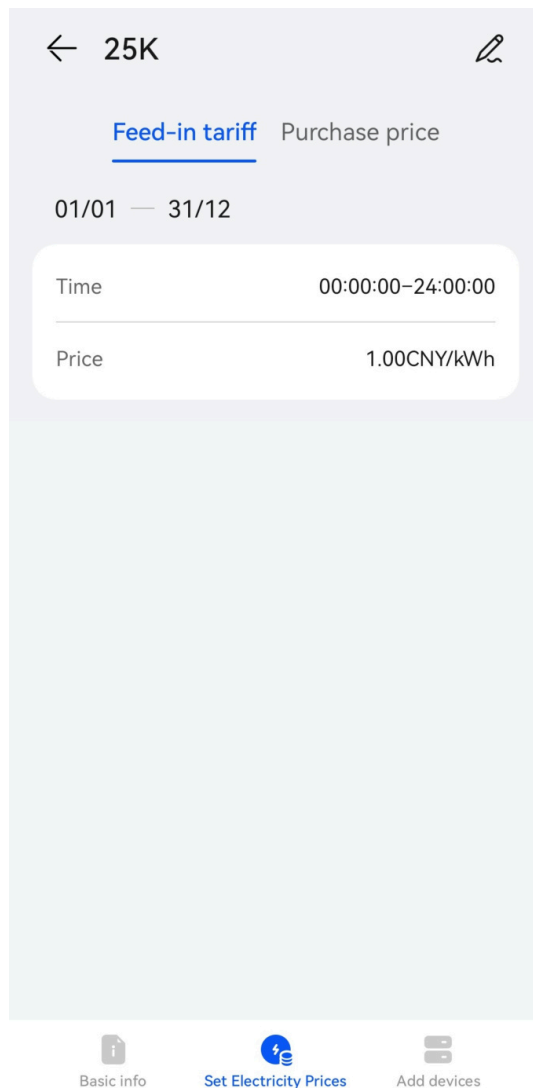 25K
Feed-in tariff Purchase price
01/01 — 31/12
Time 00:00:00-24:00:00
Price 1.00CNY/kWh
Basic info Set Electricity Prices Add devices